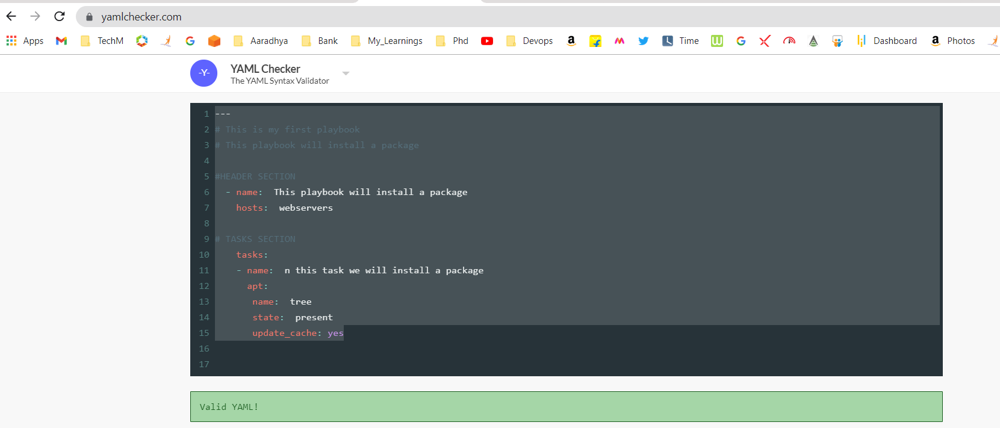 yamlchecker.com
Apps TechM Aaradhya Bank My_Learnings Phd Devops a Time Dashboard a Photos
-Y- YAML Checker
The YAML Syntax Validator
1 ---
2 # This is my first playbook
3 # This playbook will install a package
4
5 #HEADER SECTION
6 - name: This playbook will install a package
7 hosts: webservers
8
9 # TASKS SECTION
10 tasks:
11 - name: n this task we will install a package
12 apt:
13 name: tree
14 state: present
15 update_cache: yes
16
17
Valid YAML!